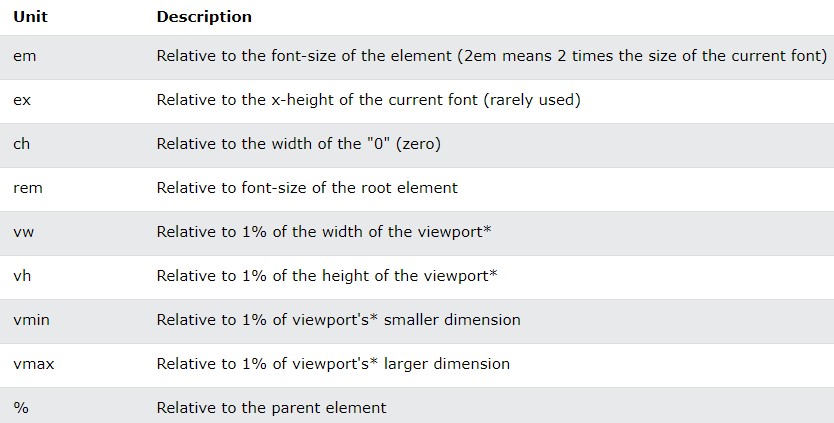 Unit Description
em Relative to the font-size of the element (2em means 2 times the size of the current font)
ex Relative to the x-height of the current font (rarely used)
ch Relative to the width of the "0" (zero)
rem Relative to font-size of the root element
vw Relative to 1% of the width of the viewport*
vh Relative to 1% of the height of the viewport*
vmin Relative to 1% of viewport's* smaller dimension
vmax Relative to 1% of viewport's* larger dimension
% Relative to the parent element